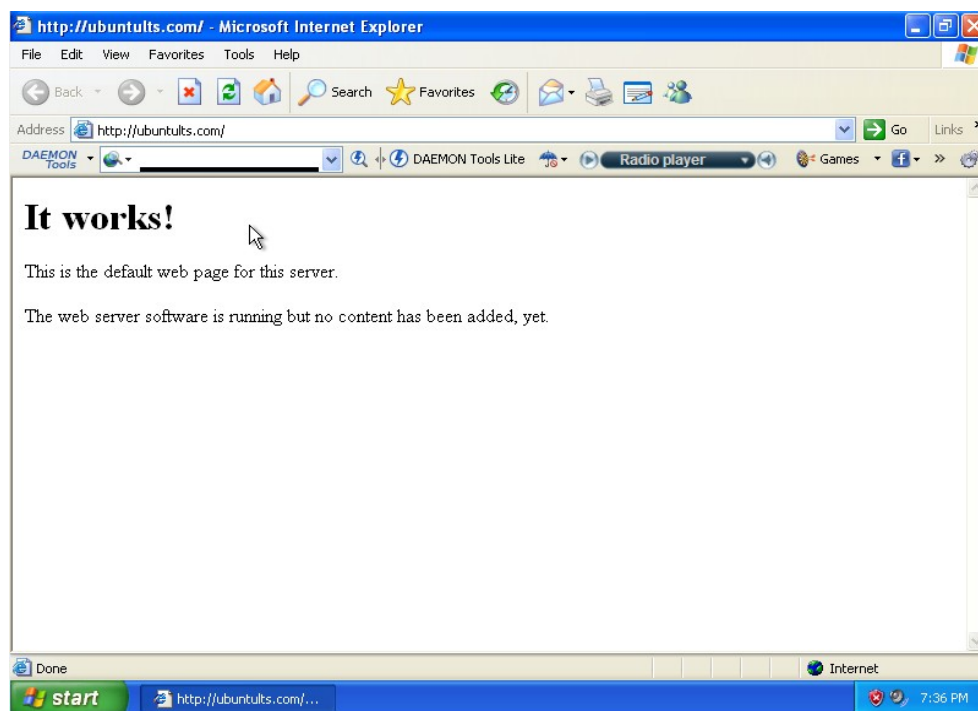 http://ubuntults.com/ - Microsoft Internet Explorer
File Edit View Favorites Tools Help
Back Search Favorites
Address http://ubuntults.com/ Go Links
DAEMON Tools DAEMON Tools Lite Radio player Games
It works!
This is the default web page for this server.
The web server software is running but no content has been added, yet.
Done Internet
start http://ubuntults.com/... 7:36 PM